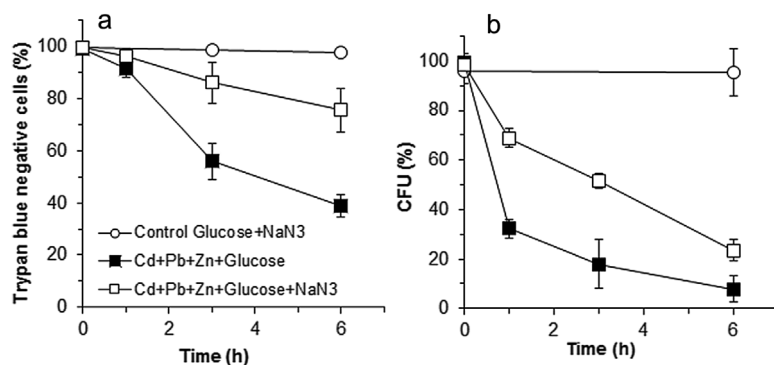 a
Trypan blue negative cells (%)
120
100
80
60
40
20
0
Control Glucose+NaN3
Cd+Pb+Zn+Glucose
Cd+Pb+Zn+Glucose+NaN3
0 2 4 6
Time (h)
b
CFU (%)
120
100
80
60
40
20
0
0 2 4 6
Time (h)